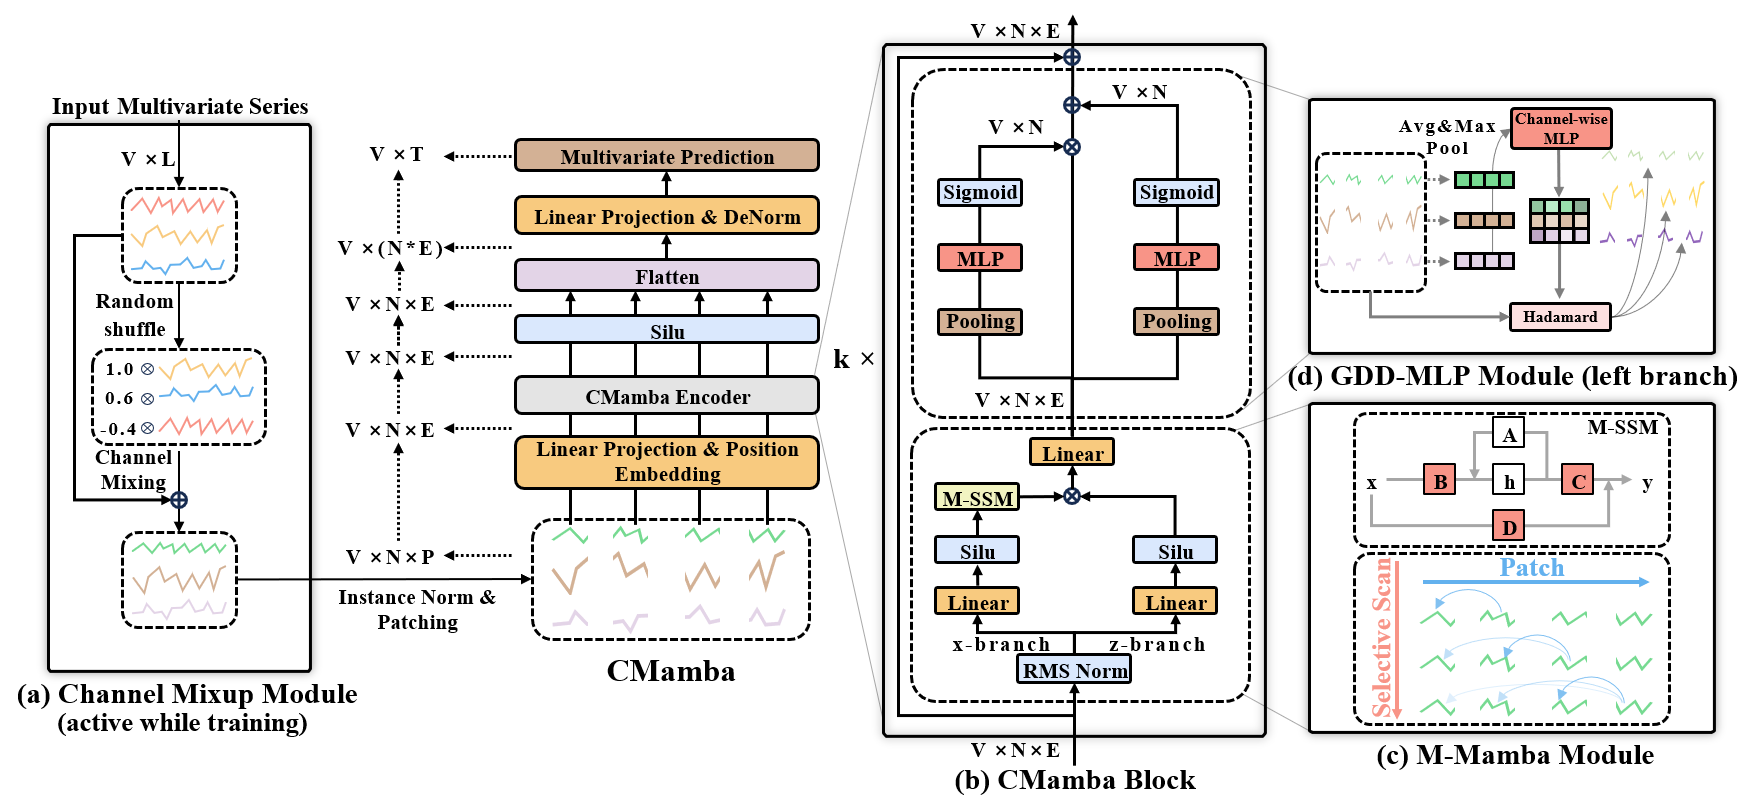 Input Multivariate Series
V × L
Random
shuffle
1.0 ⊗
0.6 ⊗
-0.4 ⊗
Channel
Mixing
(a) Channel Mixup Module
(active while training)
V × T
V × (N*E)
V × N × E
V × N × E
V × N × E
V × N × P
Instance Norm &
Patching
Multivariate Prediction
Linear Projection & DeNorm
Flatten
Silu
CMamba Encoder
Linear Projection & Position
Embedding
CMamba
k ×
V × N × E
V × N
V × N
Sigmoid
Sigmoid
MLP
MLP
Pooling
Pooling
V × N × E
Linear
M-SSM
Silu
Silu
Linear
Linear
x-branch
z-branch
RMS Norm
V × N × E
(b) CMamba Block
Avg&Max
Pool
Channel-wise
MLP
Hadamard
(d) GDD-MLP Module (left branch)
M-SSM
A
x
B
h
C
y
D
Patch
Selective Scan
(c) M-Mamba Module